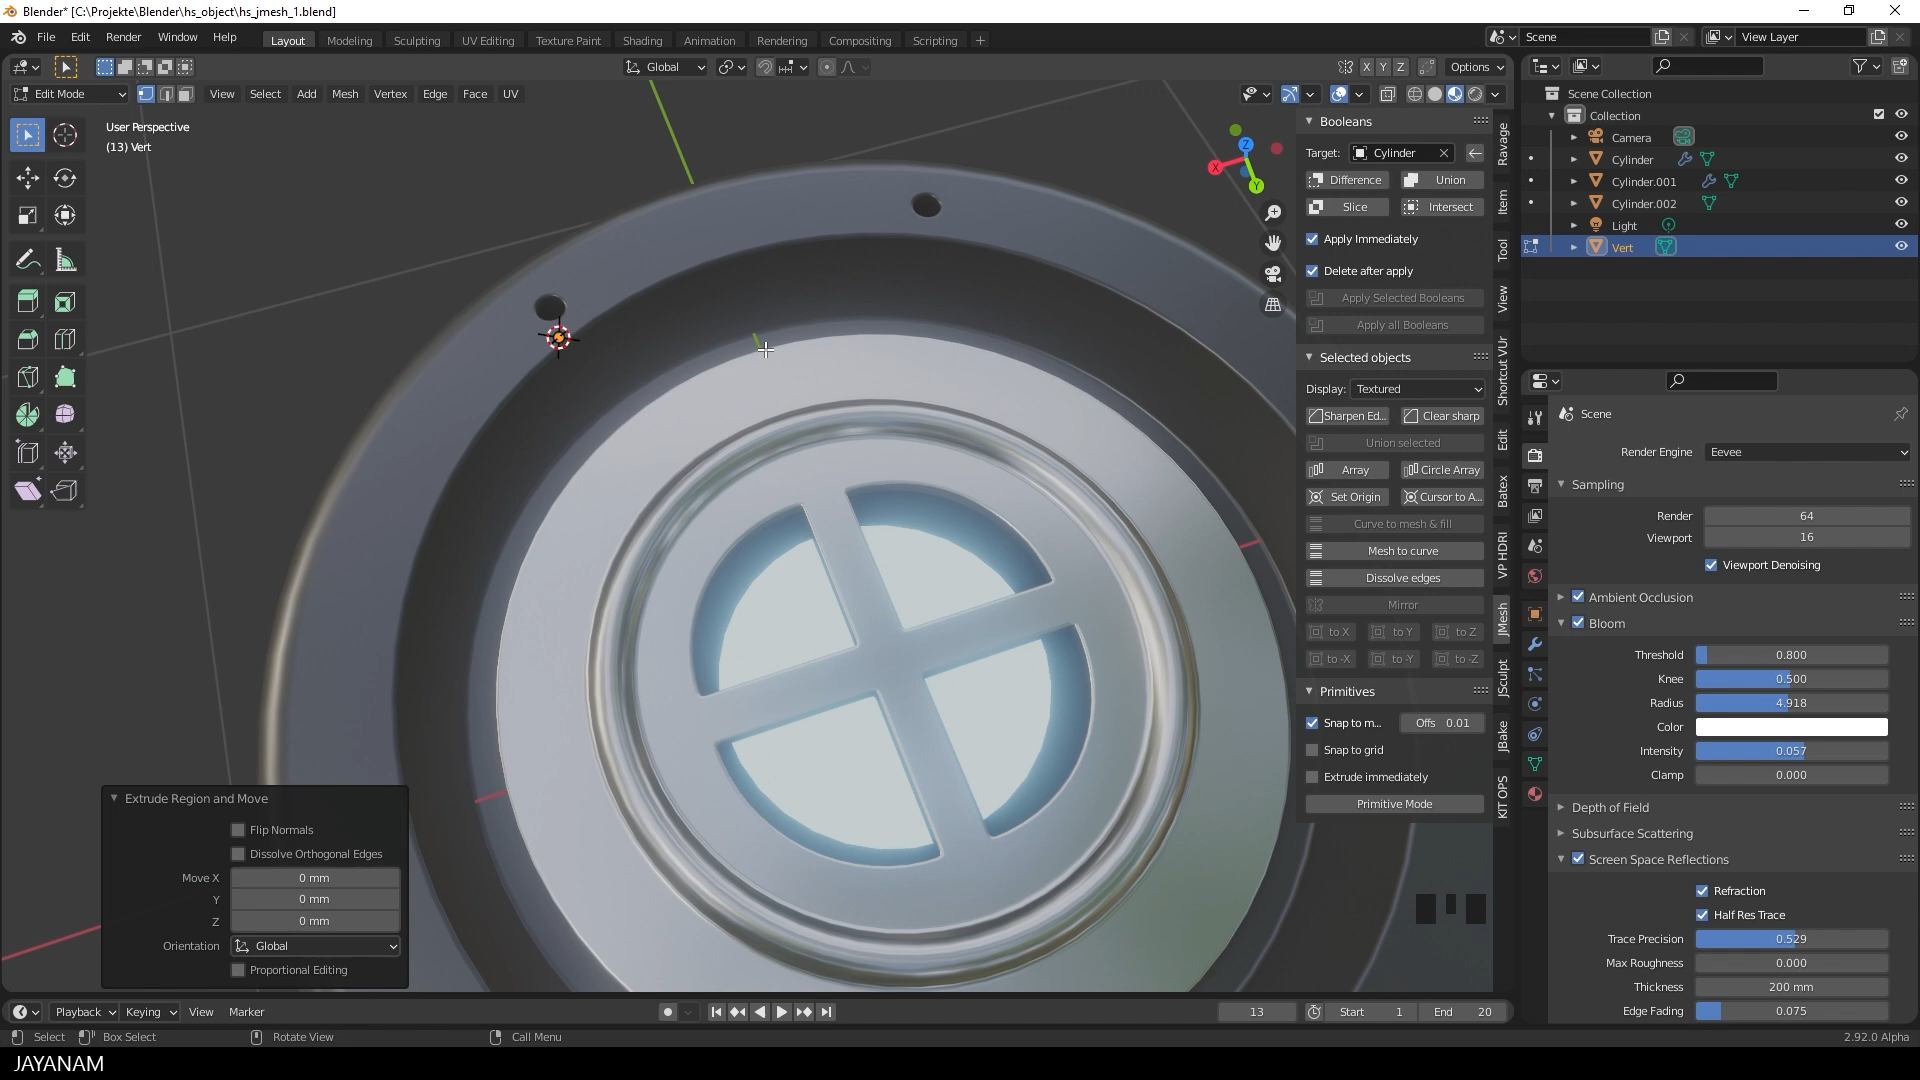 Blender* [C:\Projekte\Blender\hs_object\hs_jmesh_1.blend]
File Edit Render Window Help Layout Modeling Sculpting UV Editing Texture Paint Shading Animation Rendering Compositing Scripting + Scene View Layer
Global X Y Z Options
Edit Mode View Select Add Mesh Vertex Edge Face UV
User Perspective
(13) Vert
Z X Y
Booleans
Target: Cylinder
Difference Union
Slice Intersect
Apply Immediately
Delete after apply
Apply Selected Booleans
Apply all Booleans
Selected objects
Display: Textured
Sharpen Ed... Clear sharp
Union selected
Array Circle Array
Set Origin Cursor to A...
Curve to mesh & fill
Mesh to curve
Dissolve edges
Mirror
to X to Y to Z
to -X to -Y to -Z
Primitives
Snap to m... Offs 0.01
Snap to grid
Extrude immediately
Primitive Mode
Ravage
Item
Tool
View
Shortcut VUr
Edit
Batex
VP HDRI
JMesh
JSculpt
JBake
KIT OPS
Scene Collection
Collection
Camera
Cylinder
Cylinder.001
Cylinder.002
Light
Vert
Scene
Render Engine Eevee
Sampling
Render 64
Viewport 16
Viewport Denoising
Ambient Occlusion
Bloom
Threshold 0.800
Knee 0.500
Radius 4.918
Color
Intensity 0.057
Clamp 0.000
Depth of Field
Subsurface Scattering
Screen Space Reflections
Refraction
Half Res Trace
Trace Precision 0.529
Max Roughness 0.000
Thickness 200 mm
Edge Fading 0.075
Extrude Region and Move
Flip Normals
Dissolve Orthogonal Edges
Move X 0 mm
Y 0 mm
Z 0 mm
Orientation Global
Proportional Editing
Playback Keying View Marker 13 Start 1 End 20
Select Box Select Rotate View Call Menu 2.92.0 Alpha
JAYANAM